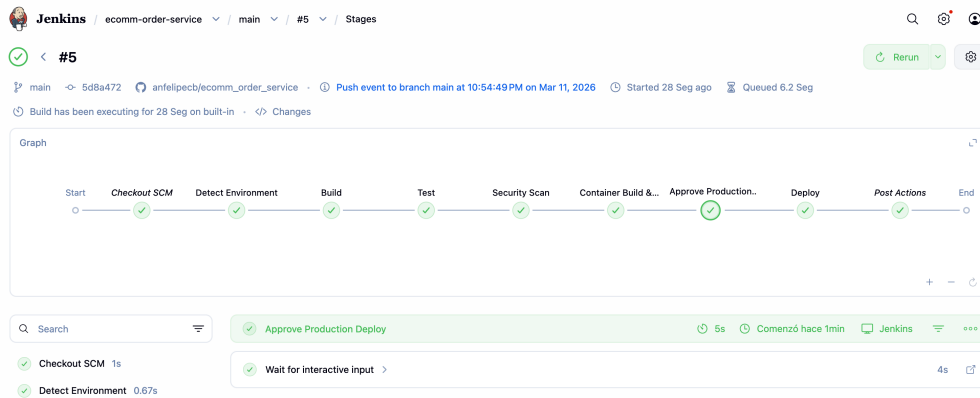 Jenkins / ecomm-order-service / main / #5 / Stages
#5
Rerun
main 5d8a472 anfelipecb/ecomm_order_service · Push event to branch main at 10:54:49 PM on Mar 11, 2026 Started 28 Seg ago Queued 6.2 Seg
Build has been executing for 28 Seg on built-in · Changes
Graph
Start Checkout SCM Detect Environment Build Test Security Scan Container Build &... Approve Production.. Deploy Post Actions End
Search
Approve Production Deploy 5s Comenzó hace 1min Jenkins
Checkout SCM 1s
Wait for interactive input 4s
Detect Environment 0.67s